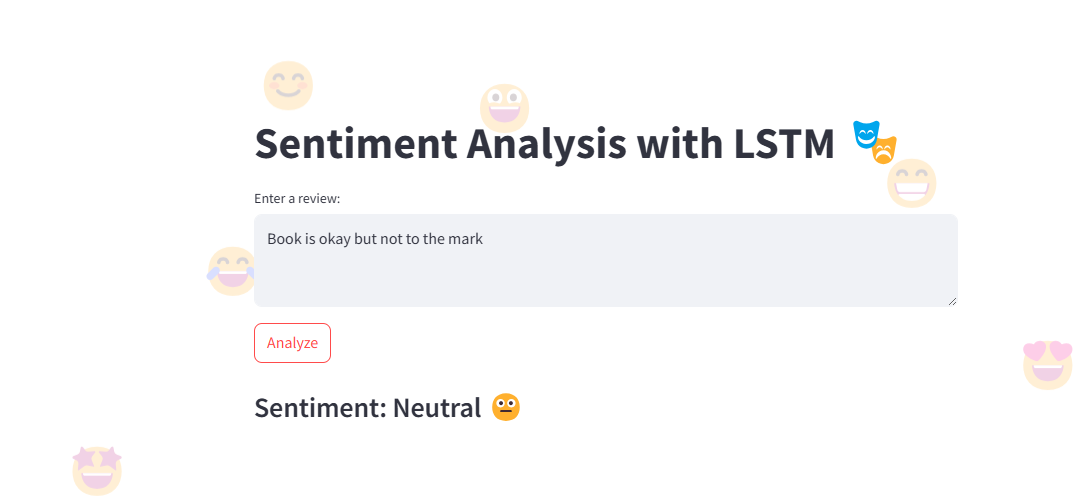 Sentiment Analysis with LSTM 🎭
Enter a review:
Book is okay but not to the mark
Analyze
Sentiment: Neutral 😐